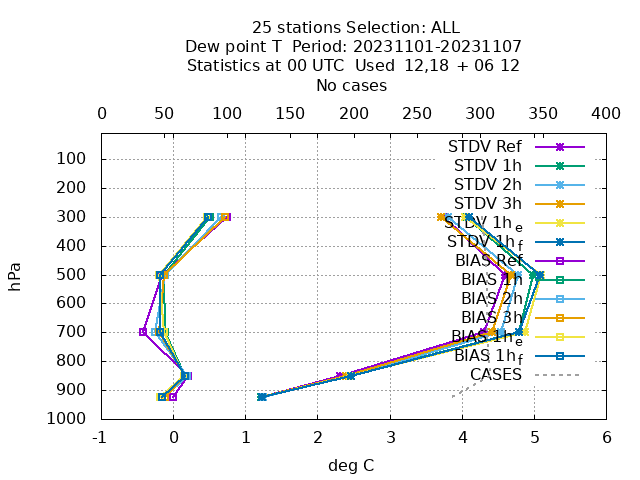 25 stations Selection: ALL
Dew point T  Period: 20231101-20231107
Statistics at 00 UTC  Used  12,18 + 06 12
No cases
0 50 100 150 200 250 300 350 400
100
200
300
400
500
600
700
800
900
1000
hPa
STDV Ref
STDV 1h
STDV 2h
STDV 3h
STDV 1he
STDV 1hf
BIAS Ref
BIAS 1h
BIAS 2h
BIAS 3h
BIAS 1he
BIAS 1hf
CASES
-1 0 1 2 3 4 5 6
deg C